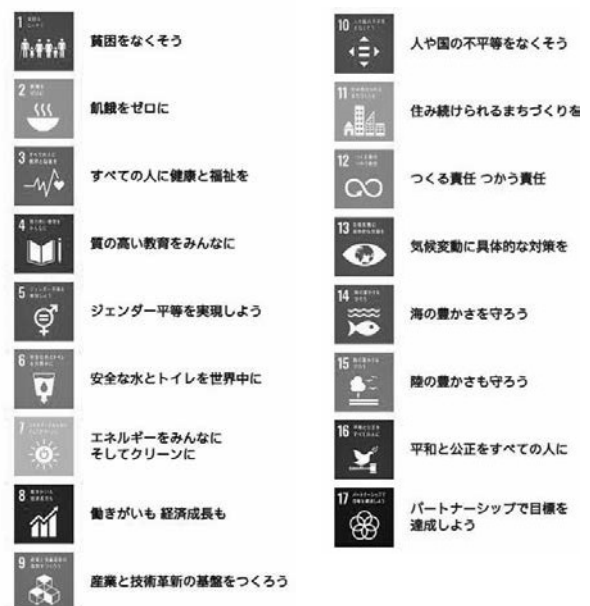 1
貧困をなくそう
2
飢餓をゼロに
3
すべての人に健康と福祉を
4
質の高い教育をみんなに
5
ジェンダー平等を実現しよう
6
安全な水とトイレを世界中に
7
エネルギーをみんなに
そしてクリーンに
8
働きがいも 経済成長も
9
産業と技術革新の基盤をつくろう
10
人や国の不平等をなくそう
11
住み続けられるまちづくりを
12
つくる責任 つかう責任
13
気候変動に具体的な対策を
14
海の豊かさを守ろう
15
陸の豊かさも守ろう
16
平和と公正をすべての人に
17
パートナーシップで目標を
達成しよう